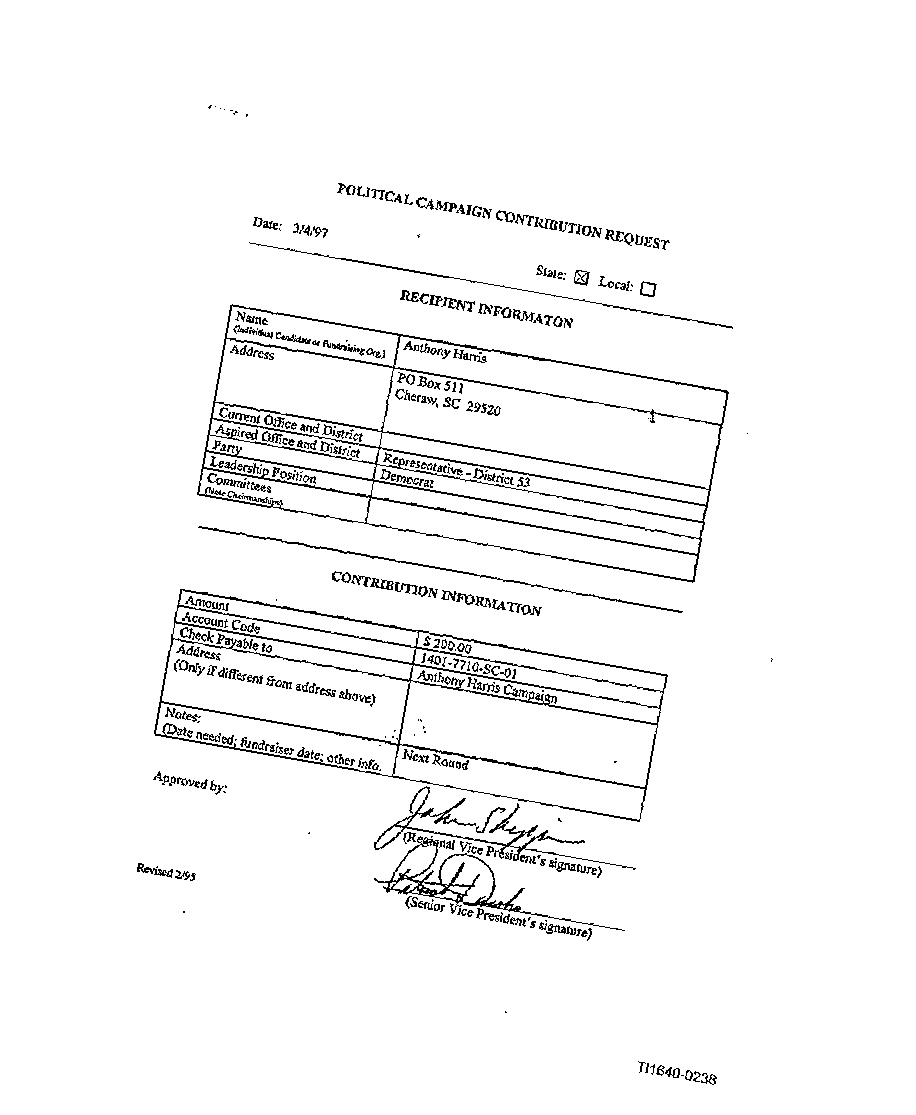 POLITICAL CAMPAIGN CONTRIBUTION REQUEST
Date: 3/4/97
State: ☒ Local: ☐
RECIPIENT INFORMATON
Name
(Individual Candidate or Fundraising Org.)
Anthony Harris
Address
PO Box 511
Cheraw, SC 29520
1
Current Office and District
Aspired Office and District
Representative - District 53
Party
Democrat
Leadership Position
Committees
(Note Chairmanships)
CONTRIBUTION INFORMATION
Amount
$ 200.00
Account Code
1401-7710-SC-01
Check Payable to
Anthony Harris Campaign
Address
(Only if different from address above)
Notes:
(Date needed; fundraiser date; other info.
Next Round
Approved by:
John
(Regional Vice President's signature)
(Senior Vice President's signature)
Revised 2/95
TI1640-0238